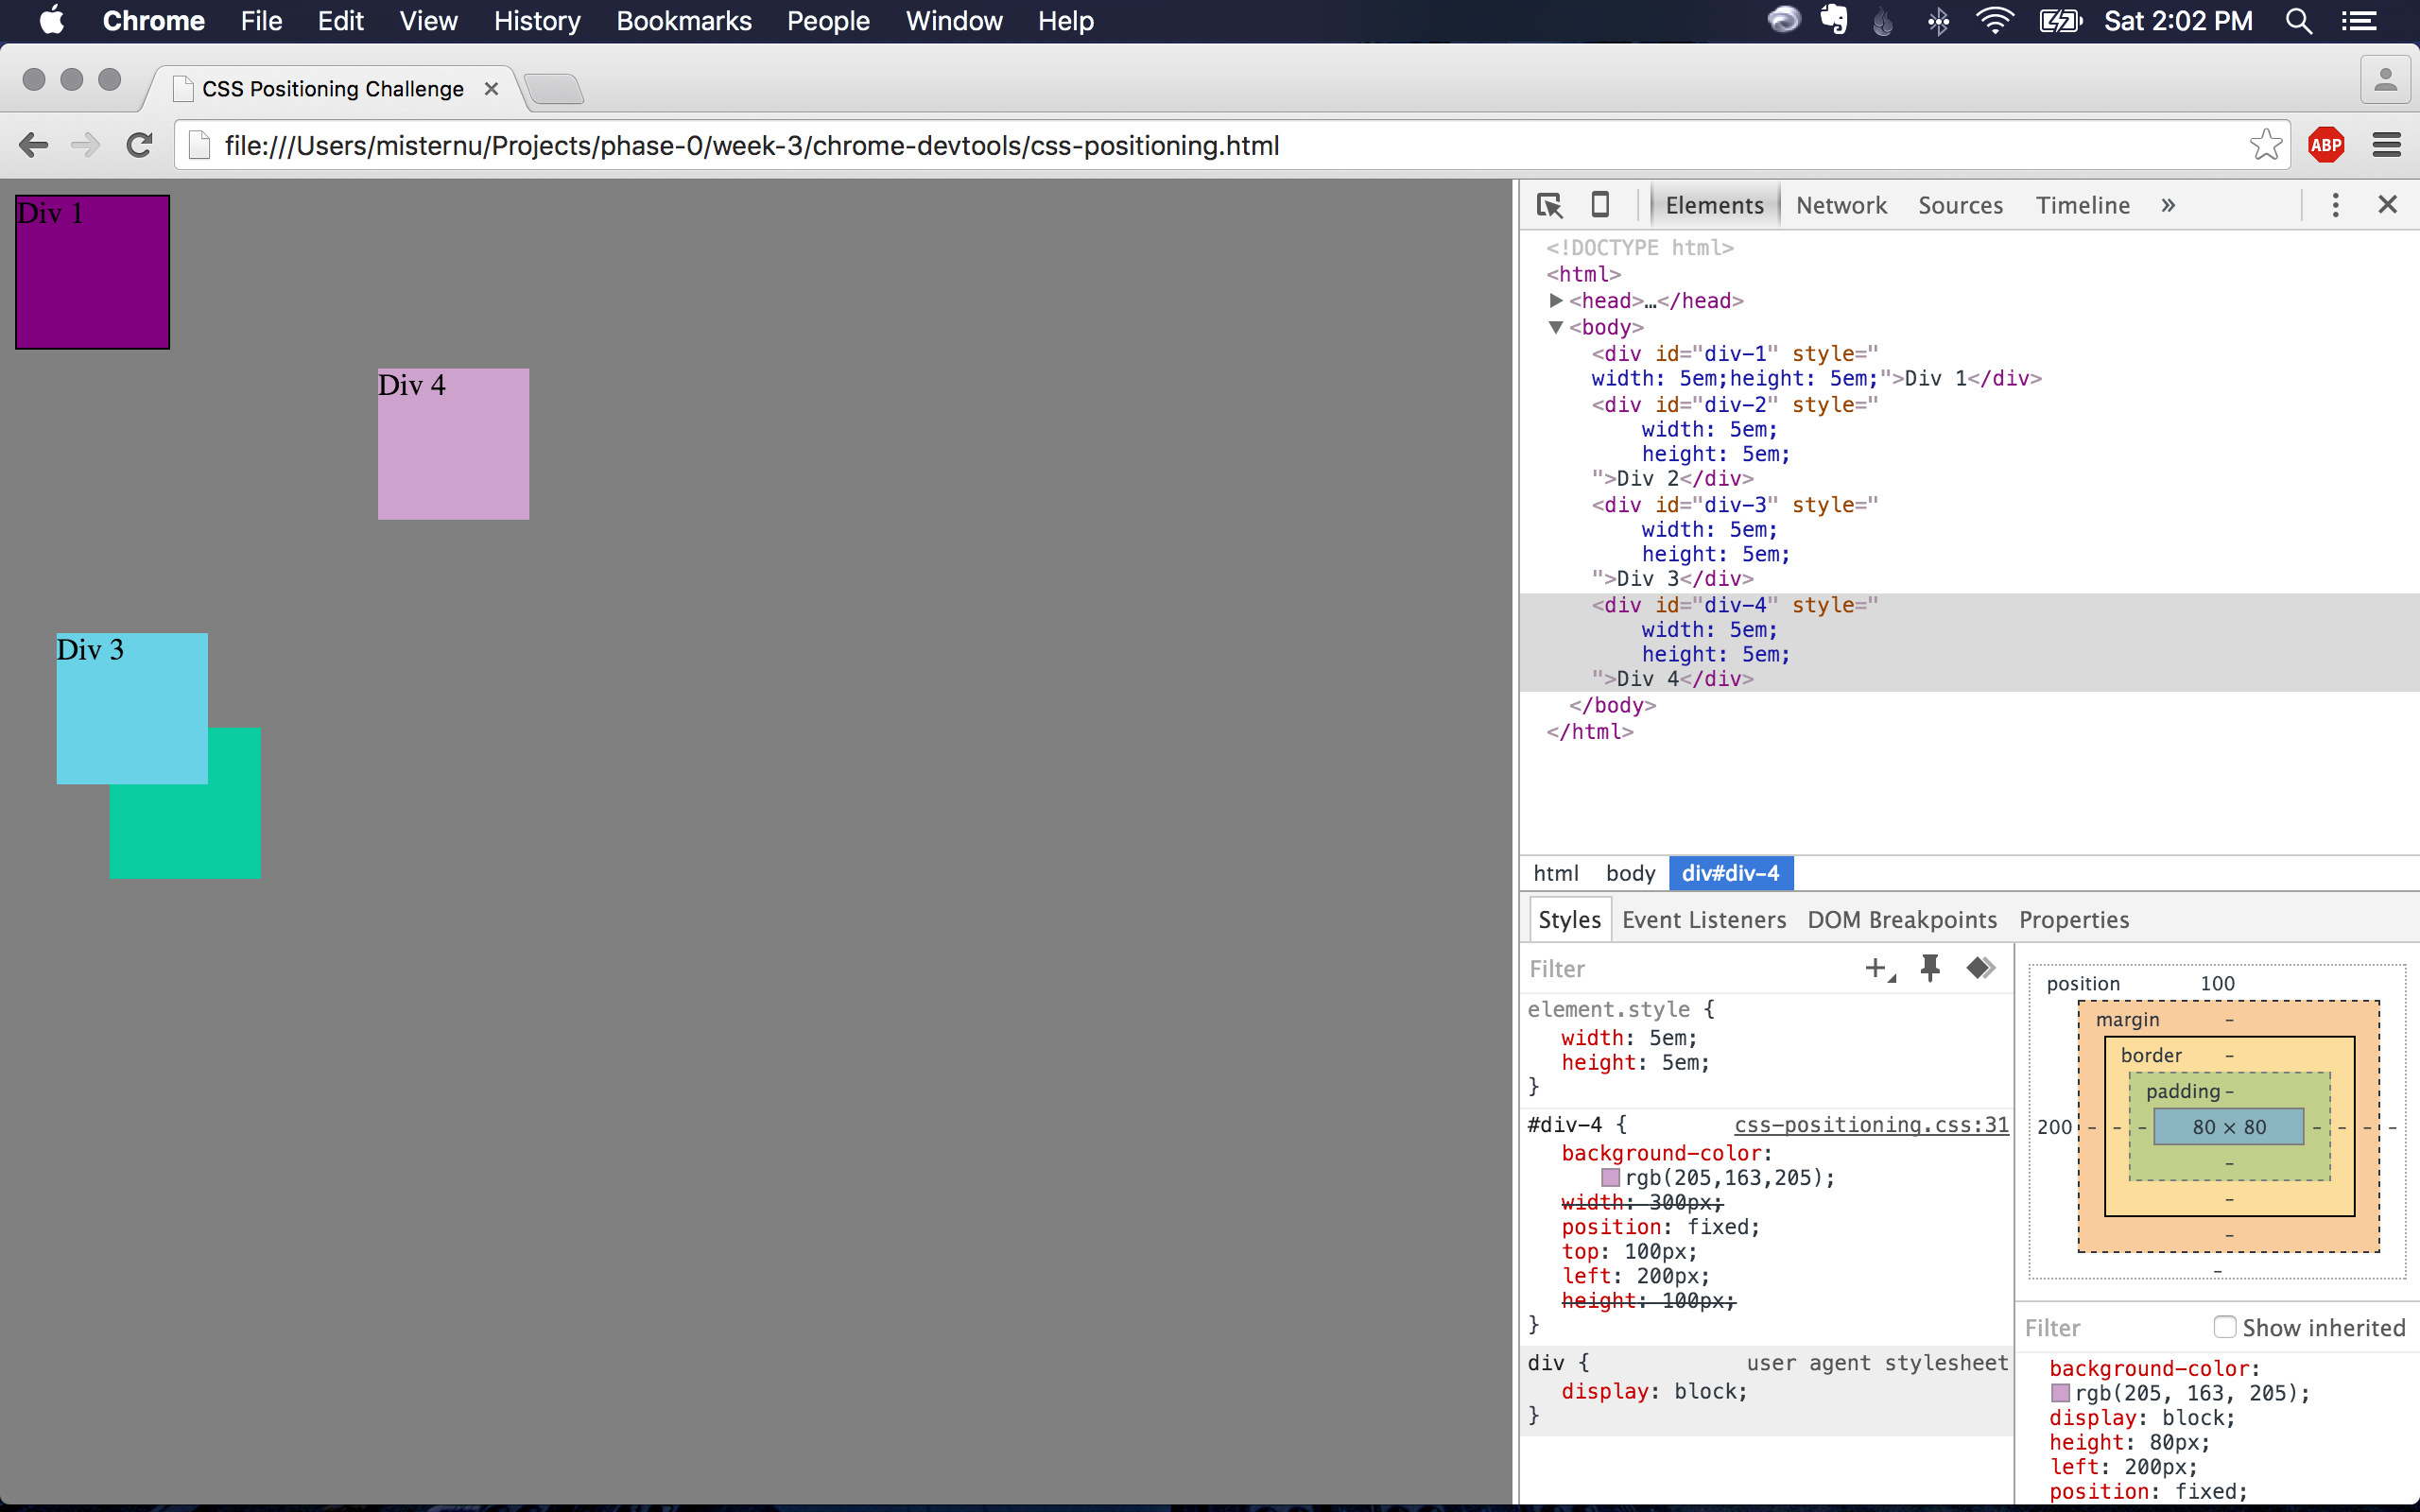 Chrome File Edit View History Bookmarks People Window Help Sat 2:02 PM
CSS Positioning Challenge
file:///Users/misternu/Projects/phase-0/week-3/chrome-devtools/css-positioning.html ABP
Div 1
Div 4
Div 3
Elements Network Sources Timeline »
<!DOCTYPE html>
<html>
<head>…</head>
<body>
<div id="div-1" style="
width: 5em;height: 5em;">Div 1</div>
<div id="div-2" style="
width: 5em;
height: 5em;
">Div 2</div>
<div id="div-3" style="
width: 5em;
height: 5em;
">Div 3</div>
<div id="div-4" style="
width: 5em;
height: 5em;
">Div 4</div>
</body>
</html>
html body div#div-4
Styles Event Listeners DOM Breakpoints Properties
Filter
element.style {
width: 5em;
height: 5em;
}
#div-4 { css-positioning.css:31
background-color:
rgb(205,163,205);
width: 300px;
position: fixed;
top: 100px;
left: 200px;
height: 100px;
}
div { user agent stylesheet
display: block;
}
position 100
margin -
border -
padding -
200 - - - 80 × 80 - - - -
-
-
-
-
Filter Show inherited
background-color:
rgb(205, 163, 205);
display: block;
height: 80px;
left: 200px;
position: fixed;